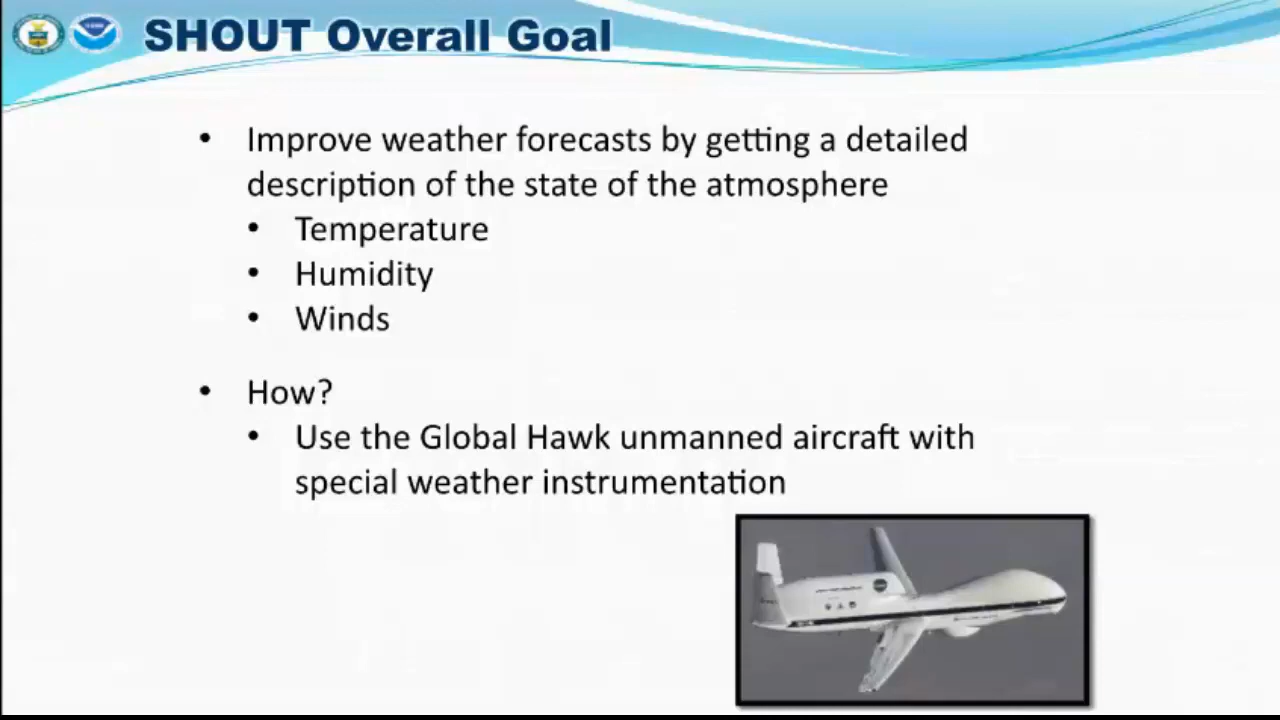 SHOUT Overall Goal
• Improve weather forecasts by getting a detailed
description of the state of the atmosphere
• Temperature
• Humidity
• Winds
• How?
• Use the Global Hawk unmanned aircraft with
special weather instrumentation